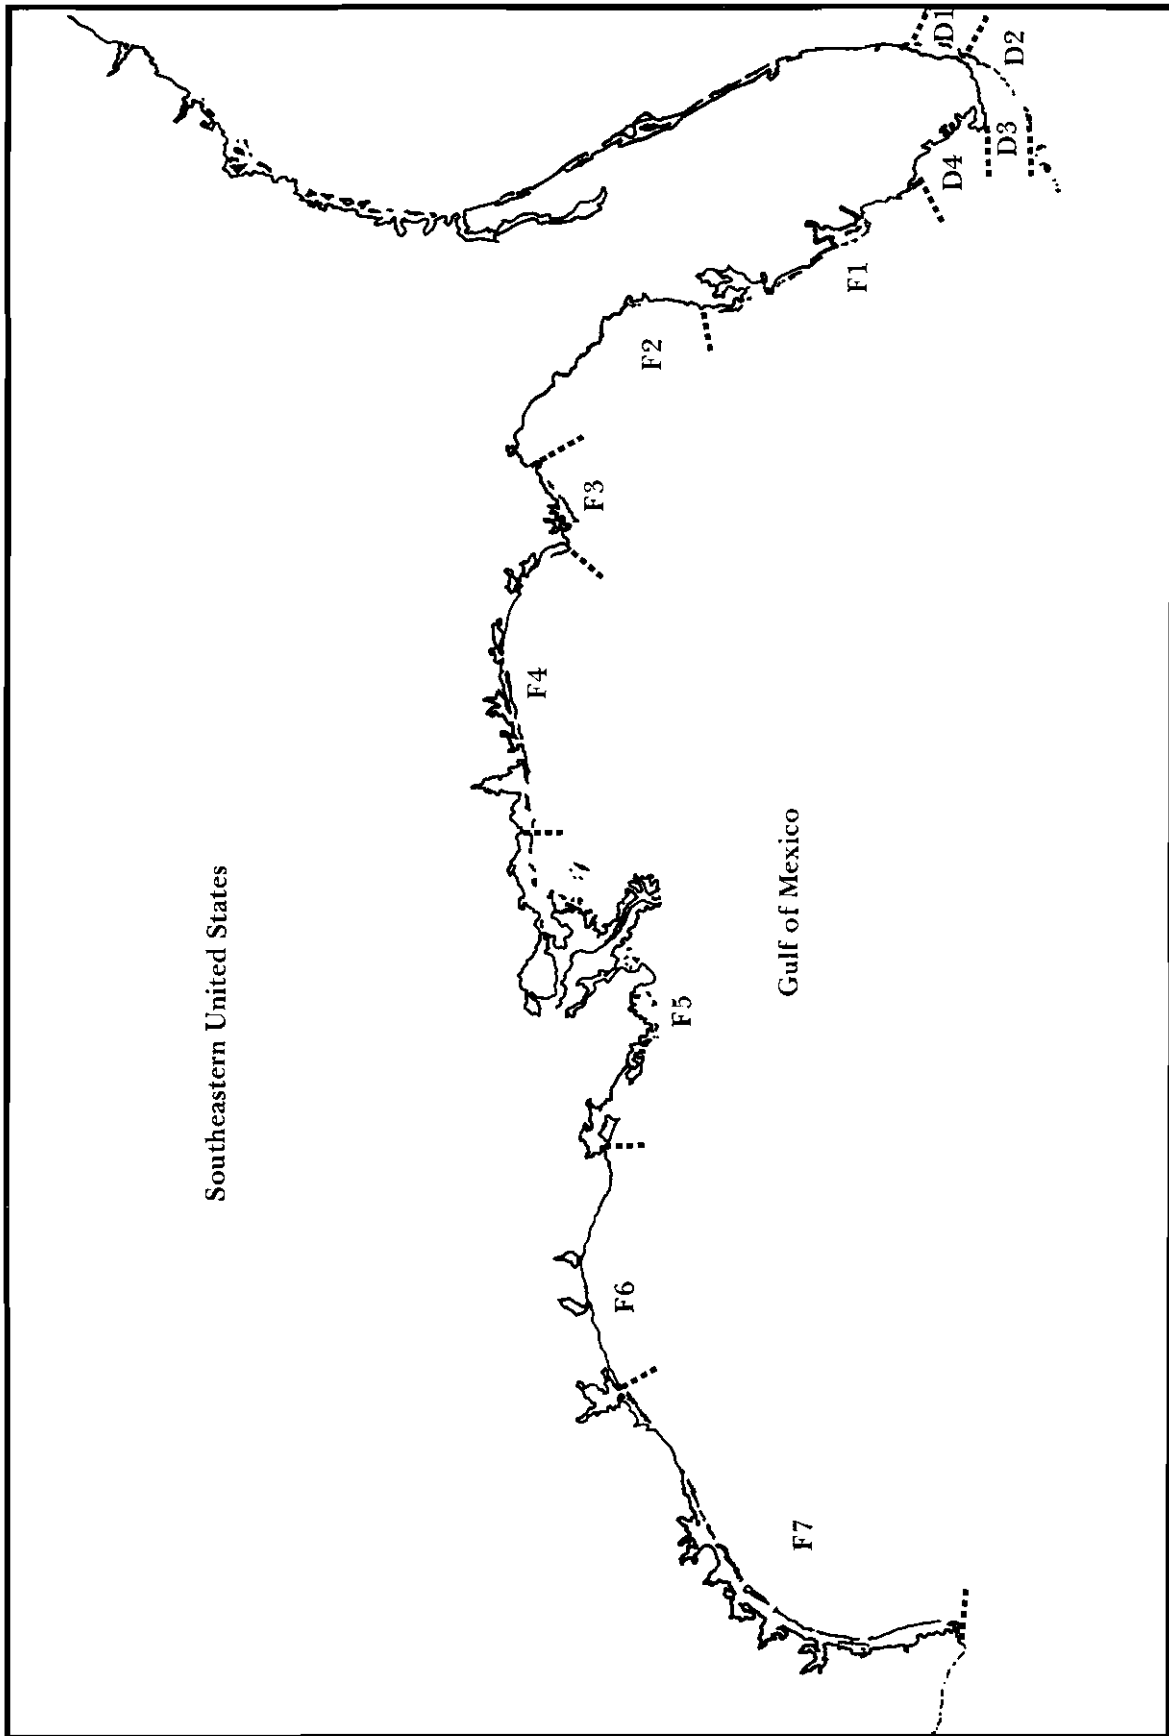 Southeastern United States
Gulf of Mexico
F7
F6
F5
F4
F3
F2
F1
D4
D3
D2
D1